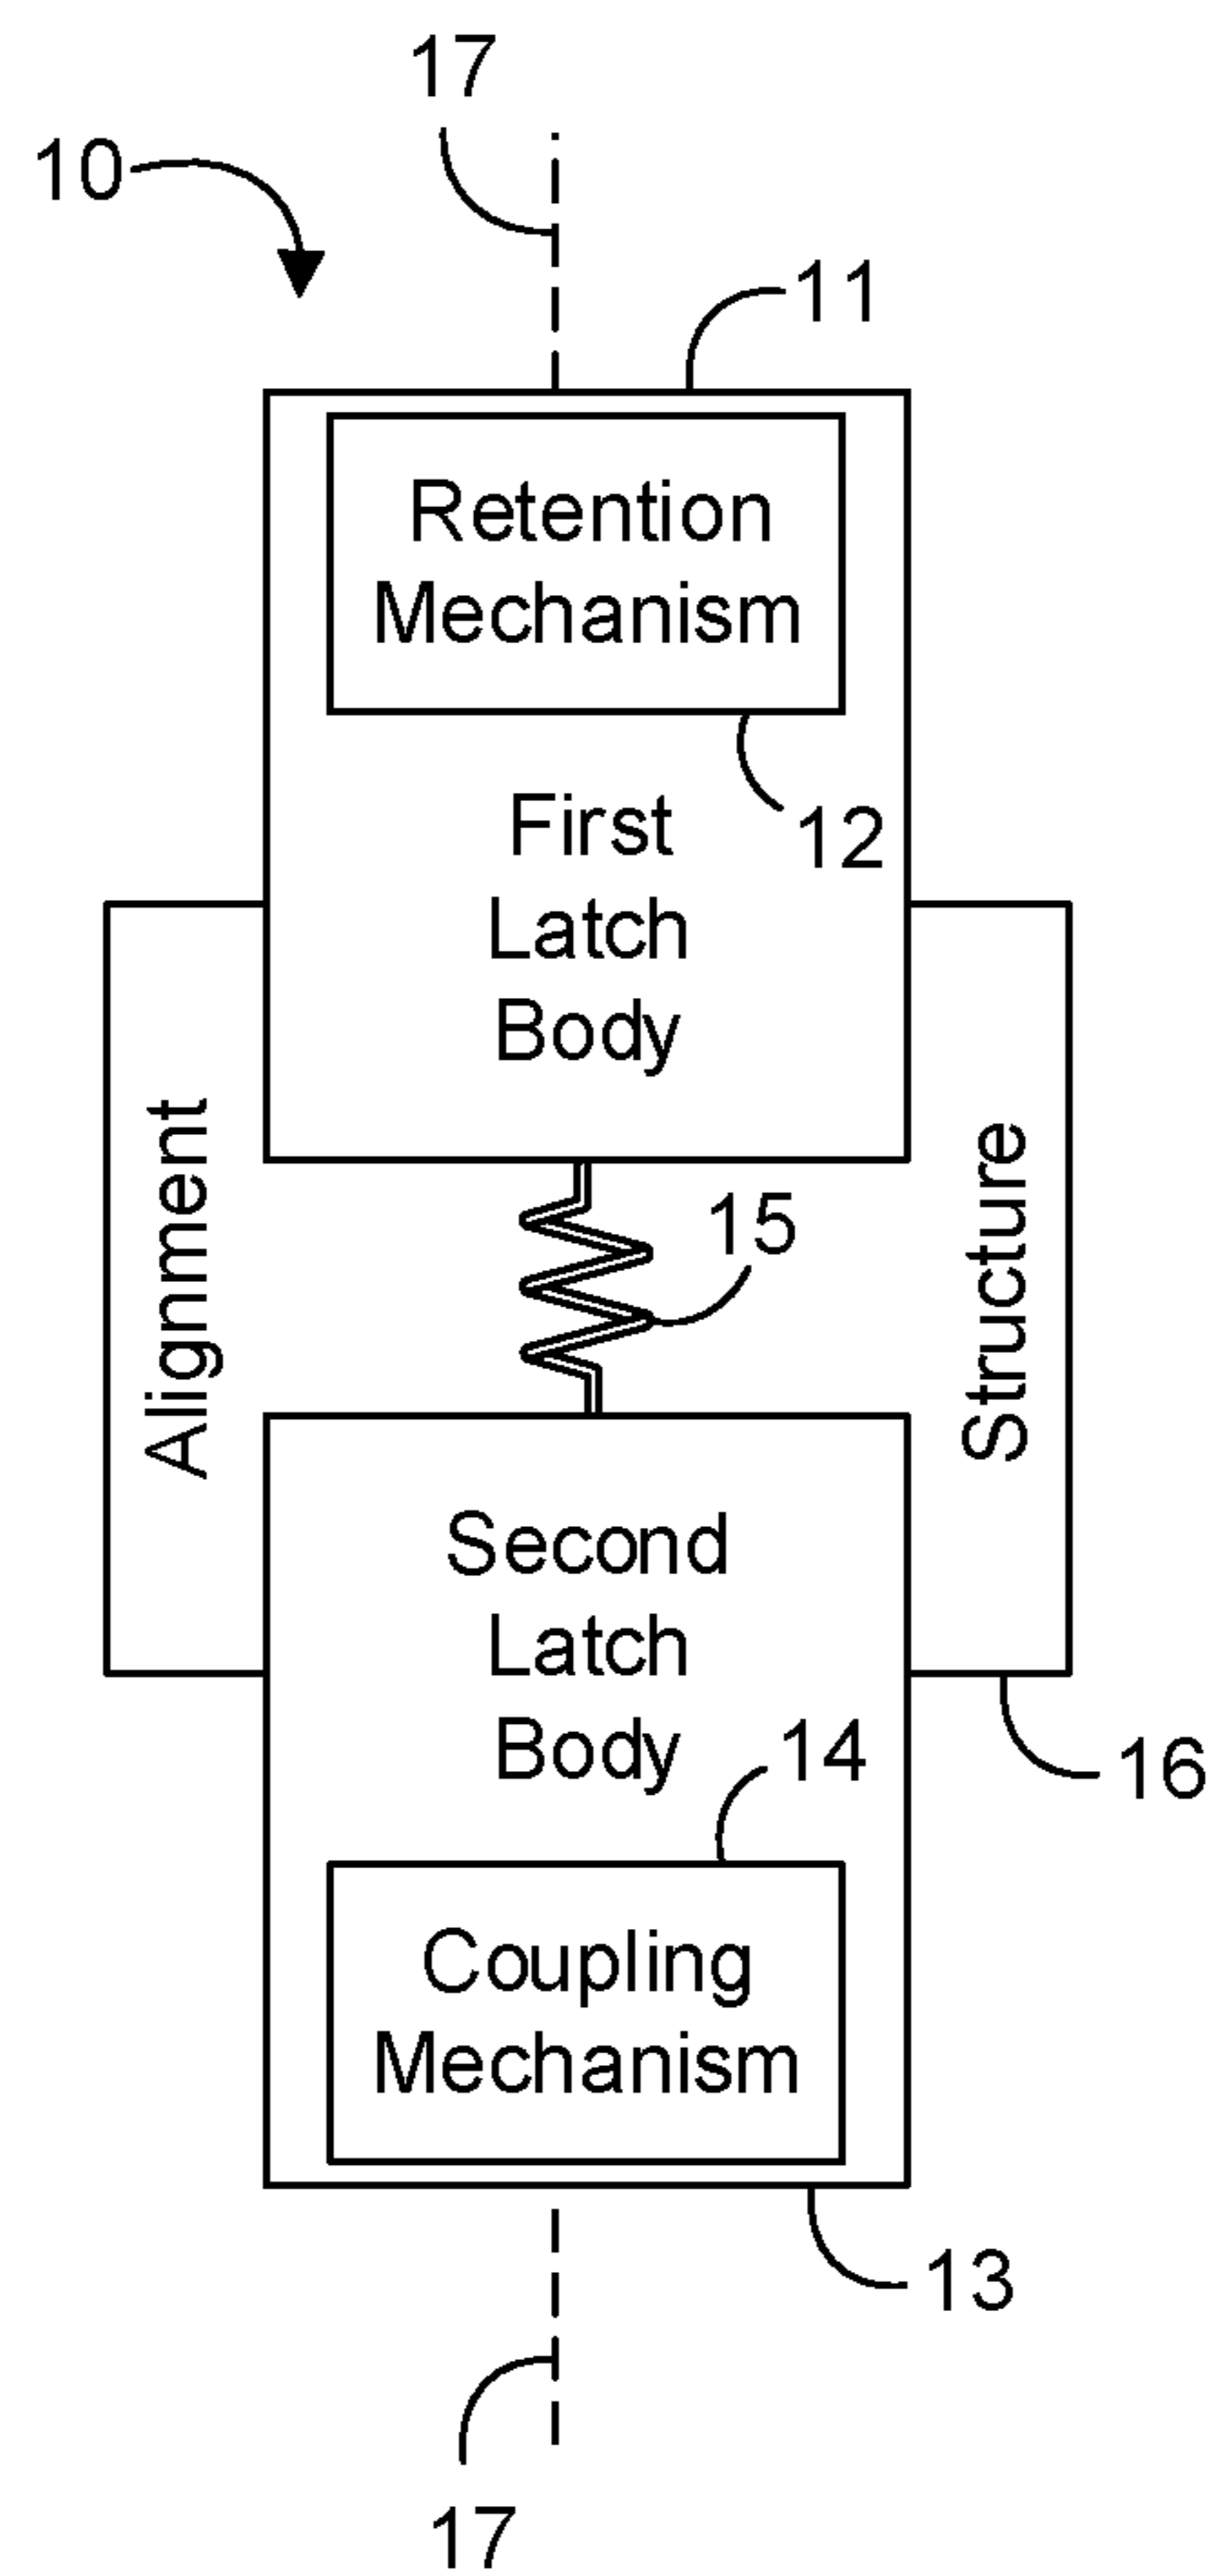 17
10
11
Retention
Mechanism
12
First
Latch
Body
Alignment
Structure
15
Second
Latch
Body
14
16
Coupling
Mechanism
13
17